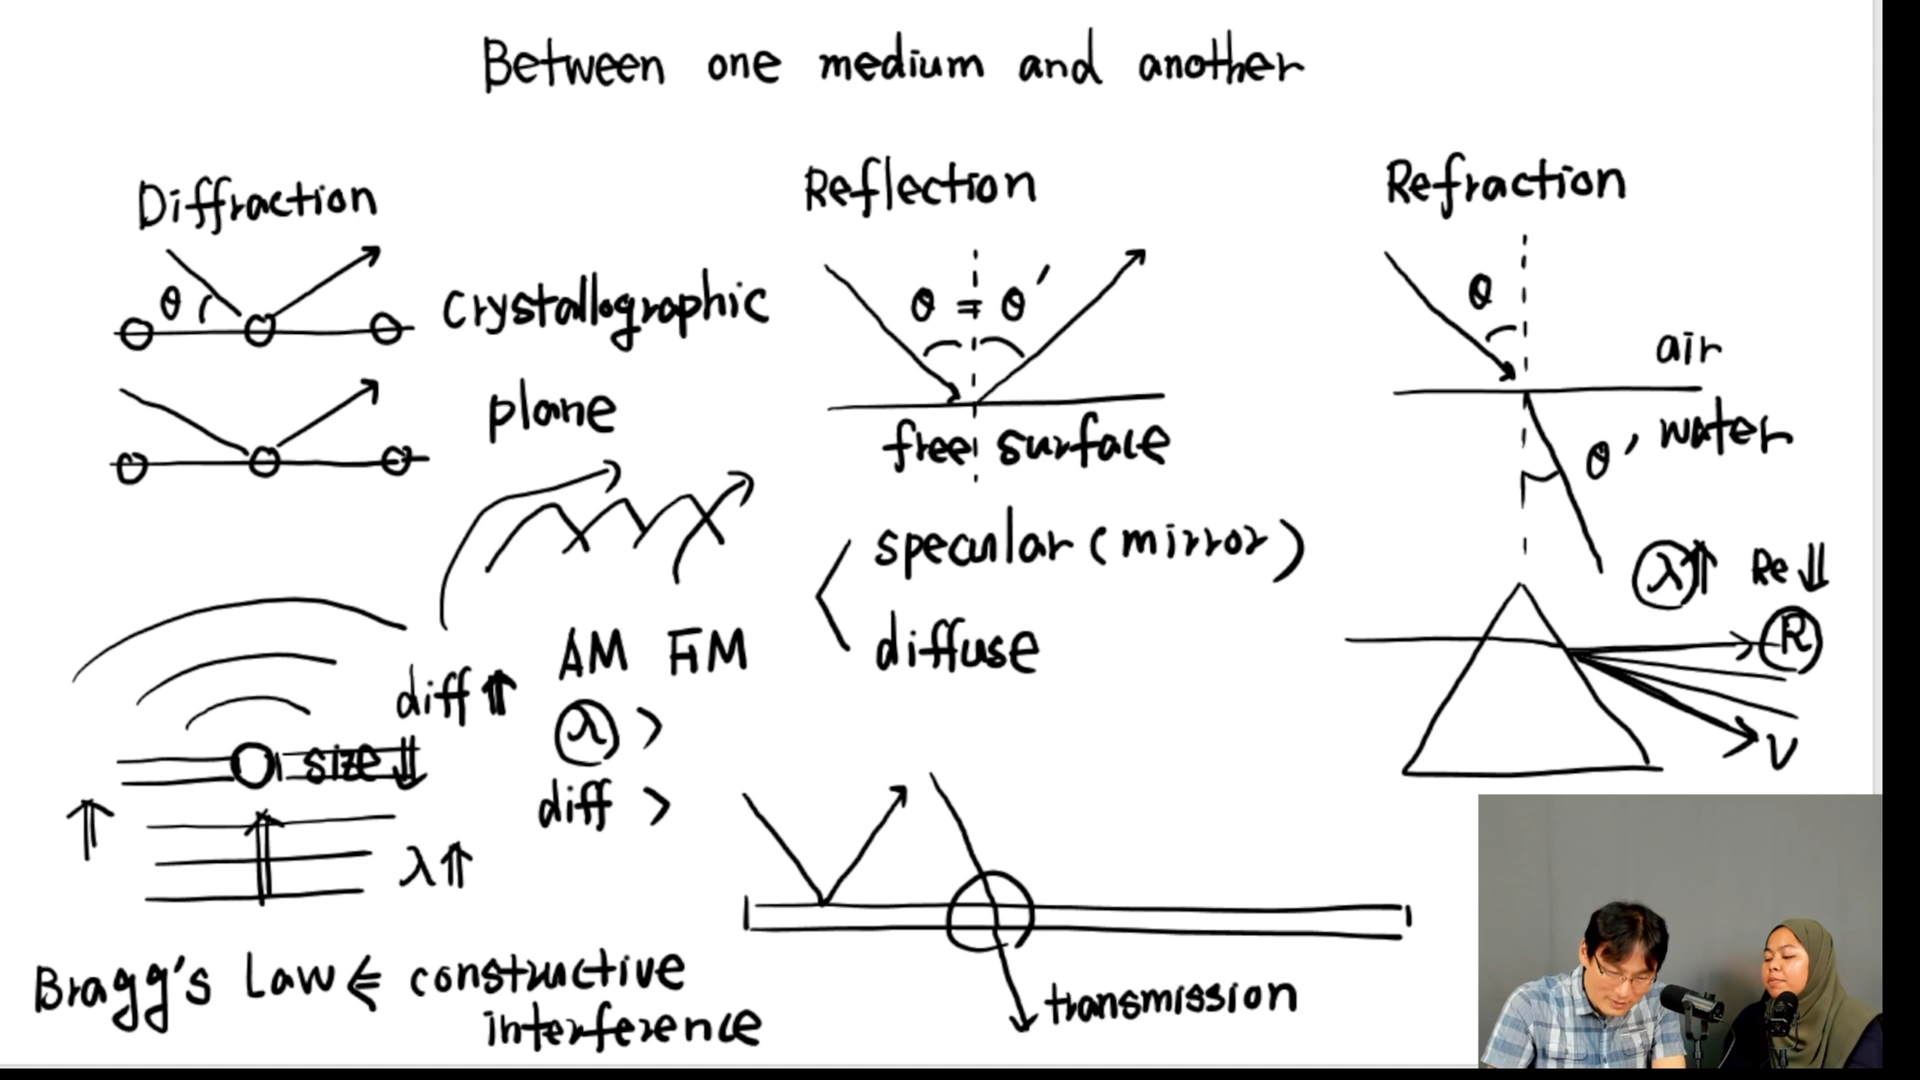 Between one medium and another
Diffraction
θ
crystallographic
plane
diff ⇑
size ⇓
λ⇑
AM FM
λ >
diff >
Bragg's Law ⇐ constructive
interference
Reflection
θ = θ'
free surface
specular (mirror)
diffuse
transmission
Refraction
θ
air
water
θ'
λ⇑ Re⇓
R
V